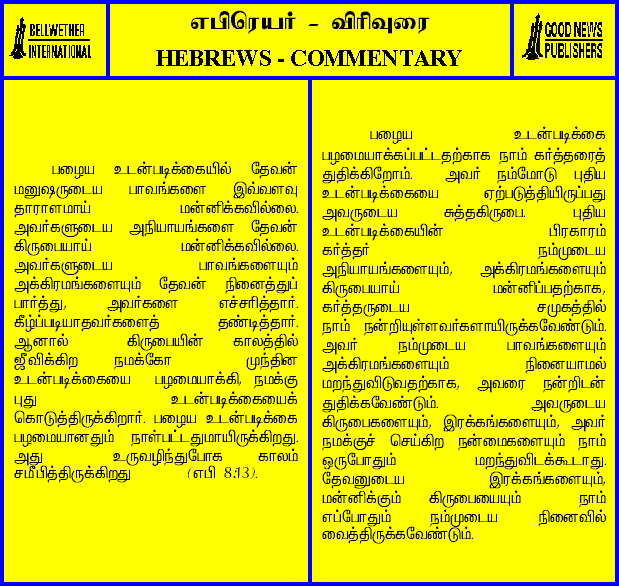 BELLWETHER
INTERNATIONAL
எபிரெயர் - விரிவுரை
HEBREWS - COMMENTARY
GOOD NEWS
PUBLISHERS
பழைய உடன்படிக்கையில் தேவன்
மனுஷருடைய பாவங்களை இவ்வளவு
தாராளமாய் மன்னிக்கவில்லை.
அவர்களுடைய அநியாயங்களை தேவன்
கிருபையாய் மன்னிக்கவில்லை.
அவர்களுடைய பாவங்களையும்
அக்கிரமங்களையும் தேவன் நினைத்துப்
பார்த்து, அவர்களை எச்சரித்தார்.
கீழ்ப்படியாதவர்களைத் தண்டித்தார்.
ஆனால் கிருபையின் காலத்தில்
ஜீவிக்கிற நமக்கோ முந்தின
உடன்படிக்கையை பழமையாக்கி, நமக்கு
புது உடன்படிக்கையைக்
கொடுத்திருக்கிறார். பழைய உடன்படிக்கை
பழமையானதும் நாள்பட்டதுமாயிருக்கிறது.
அது உருவழிந்துபோக காலம்
சமீபித்திருக்கிறது (எபி 8:13).
பழைய உடன்படிக்கை
பழமையாக்கப்பட்டதற்காக நாம் கர்த்தரைத்
துதிக்கிறோம். அவர் நம்மோடு புதிய
உடன்படிக்கையை ஏற்படுத்தியிருப்பது
அவருடைய சுத்தகிருபை. புதிய
உடன்படிக்கையின் பிரகாரம்
கர்த்தர் நம்முடைய
அநியாயங்களையும், அக்கிரமங்களையும்
கிருபையாய் மன்னிப்பதற்காக,
கர்த்தருடைய சமுகத்தில்
நாம் நன்றியுள்ளவர்களாயிருக்கவேண்டும்.
அவர் நம்முடைய பாவங்களையும்
அக்கிரமங்களையும் நினையாமல்
மறந்துவிடுவதற்காக, அவரை நன்றிடன்
துதிக்கவேண்டும். அவருடைய
கிருபைகளையும், இரக்கங்களையும், அவர்
நமக்குச் செய்கிற நன்மைகளையும் நாம்
ஒருபோதும் மறந்துவிடக்கூடாது.
தேவனுடைய இரக்கங்களையும்,
மன்னிக்கும் கிருபையையும் நாம்
எப்போதும் நம்முடைய நினைவில்
வைத்திருக்கவேண்டும்.